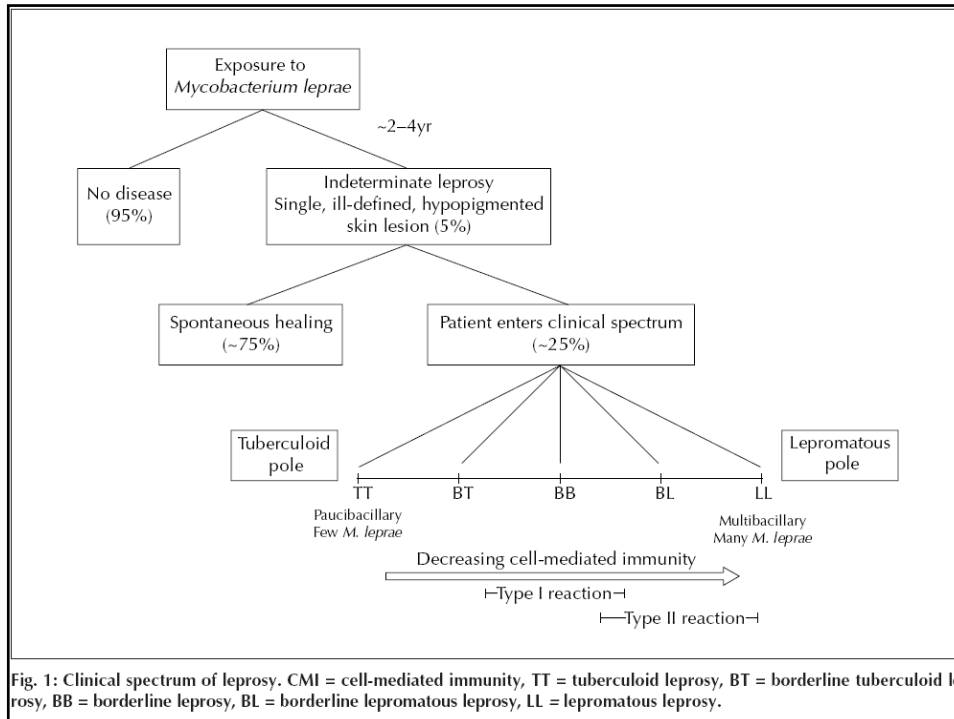 Exposure to
Mycobacterium leprae
~2–4yr
No disease
(95%)
Indeterminate leprosy
Single, ill-defined, hypopigmented
skin lesion (5%)
Spontaneous healing
(~75%)
Patient enters clinical spectrum
(~25%)
Tuberculoid
pole
Lepromatous
pole
TT BT BB BL LL
Paucibacillary
Few M. leprae
Multibacillary
Many M. leprae
Decreasing cell-mediated immunity
Type I reaction
Type II reaction
Fig. 1: Clinical spectrum of leprosy. CMI = cell-mediated immunity, TT = tuberculoid leprosy, BT = borderline tuberculoid le
rosy, BB = borderline leprosy, BL = borderline lepromatous leprosy, LL = lepromatous leprosy.